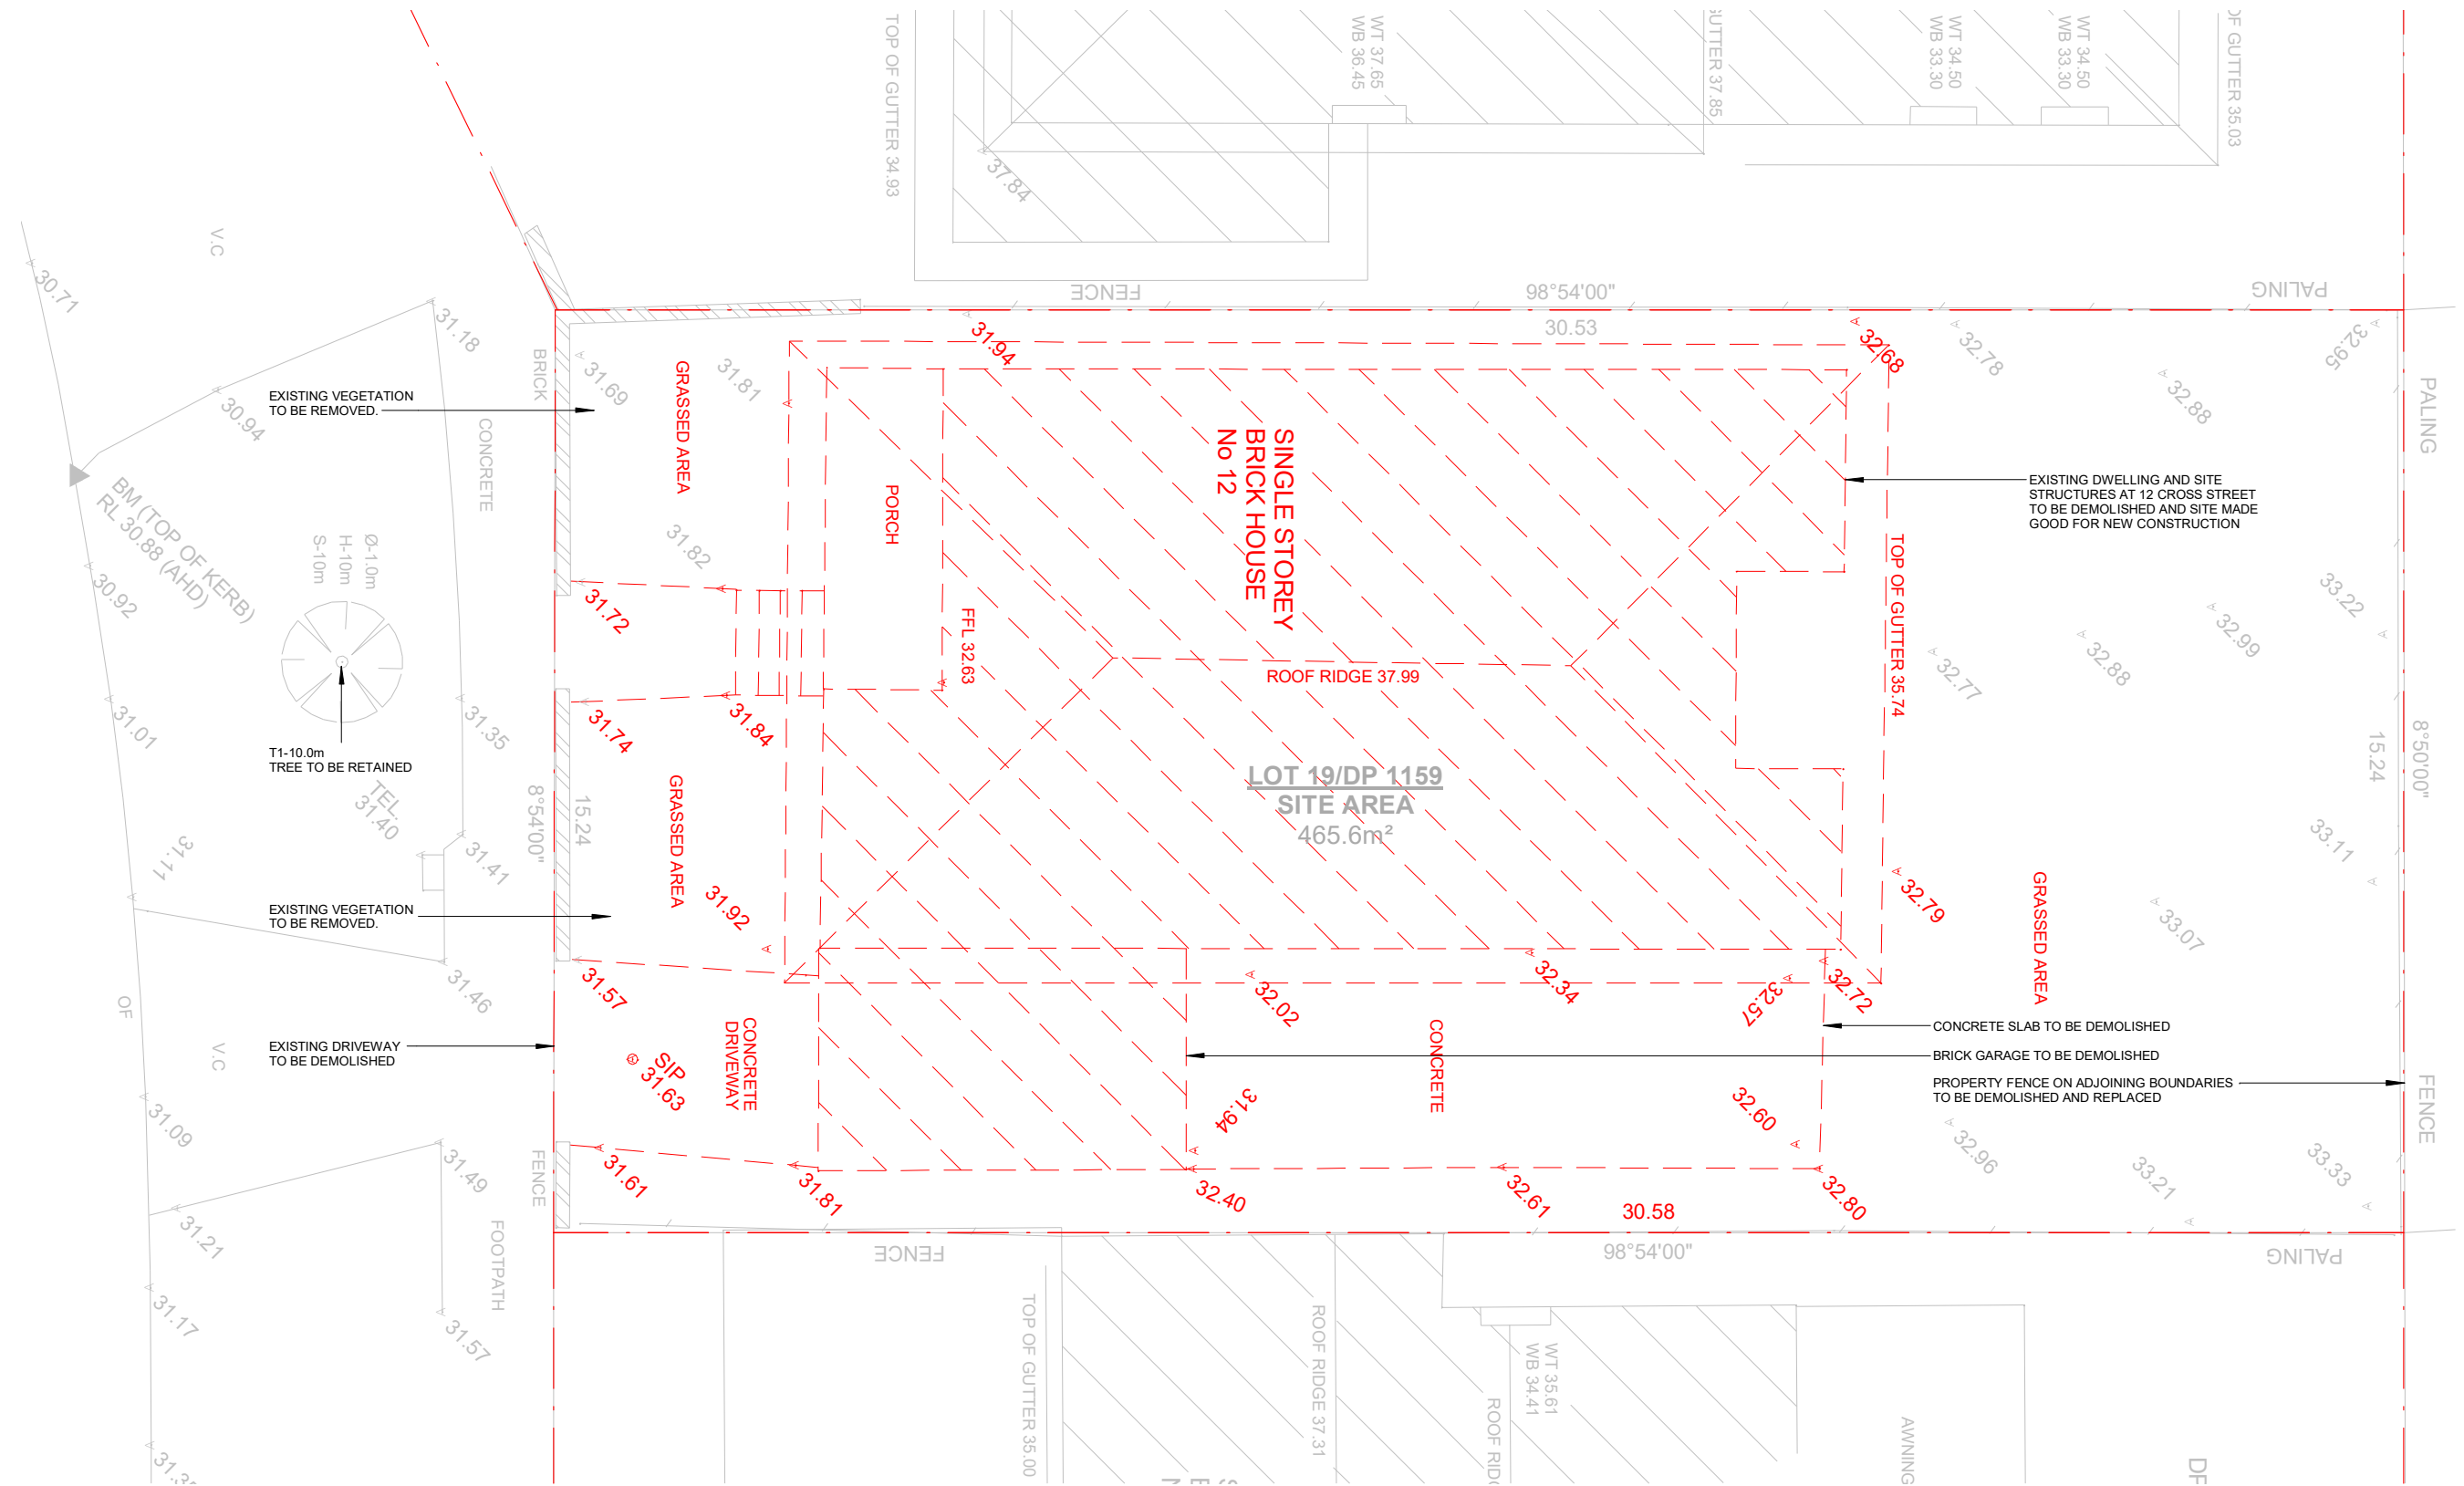 TOP OF GUTTER 34.93
WT 37.65
WB 36.45
GUTTER 37.85
WT 34.50
WB 33.30
WT 34.50
WB 33.30
OF GUTTER 35.03
37.84
V.C
30.71
31.18
30.94
FENCE
98°54'00"
30.53
PALING
BRICK
CONCRETE
EXISTING VEGETATION
TO BE REMOVED.
31.69
31.81
GRASSED AREA
31.94
32.68
32.78
32.88
32.95
PALING
BM (TOP OF KERB)
RL 30.88 (AHD)
Ø-1.0m
H-10m
S-10m
30.92
31.01
31.35
T1-10.0m
TREE TO BE RETAINED
TEL.
31.40
31.41
31.17
31.82
31.72
31.74
31.84
PORCH
FFL 32.63
SINGLE STOREY
BRICK HOUSE
No 12
ROOF RIDGE 37.99
TOP OF GUTTER 35.74
EXISTING DWELLING AND SITE
STRUCTURES AT 12 CROSS STREET
TO BE DEMOLISHED AND SITE MADE
GOOD FOR NEW CONSTRUCTION
33.22
32.99
32.88
32.77
8°50'00"
15.24
LOT 19/DP 1159
SITE AREA
465.6m²
8°54'00"
15.24
GRASSED AREA
31.92
EXISTING VEGETATION
TO BE REMOVED.
31.46
31.57
32.79
GRASSED AREA
33.11
33.07
OF
V.C
EXISTING DRIVEWAY
TO BE DEMOLISHED
SIP
31.63
CONCRETE
DRIVEWAY
32.02
32.34
32.57
32.72
CONCRETE
31.94
32.60
CONCRETE SLAB TO BE DEMOLISHED
BRICK GARAGE TO BE DEMOLISHED
PROPERTY FENCE ON ADJOINING BOUNDARIES
TO BE DEMOLISHED AND REPLACED
FENCE
31.09
31.49
FENCE
31.61
31.81
32.40
32.61
30.58
32.80
32.96
33.21
33.33
31.21
FOOTPATH
FENCE
98°54'00"
PALING
31.17
31.57
TOP OF GUTTER 35.00
ROOF RIDGE 37.31
WT 35.61
WB 34.41
ROOF
AWNING